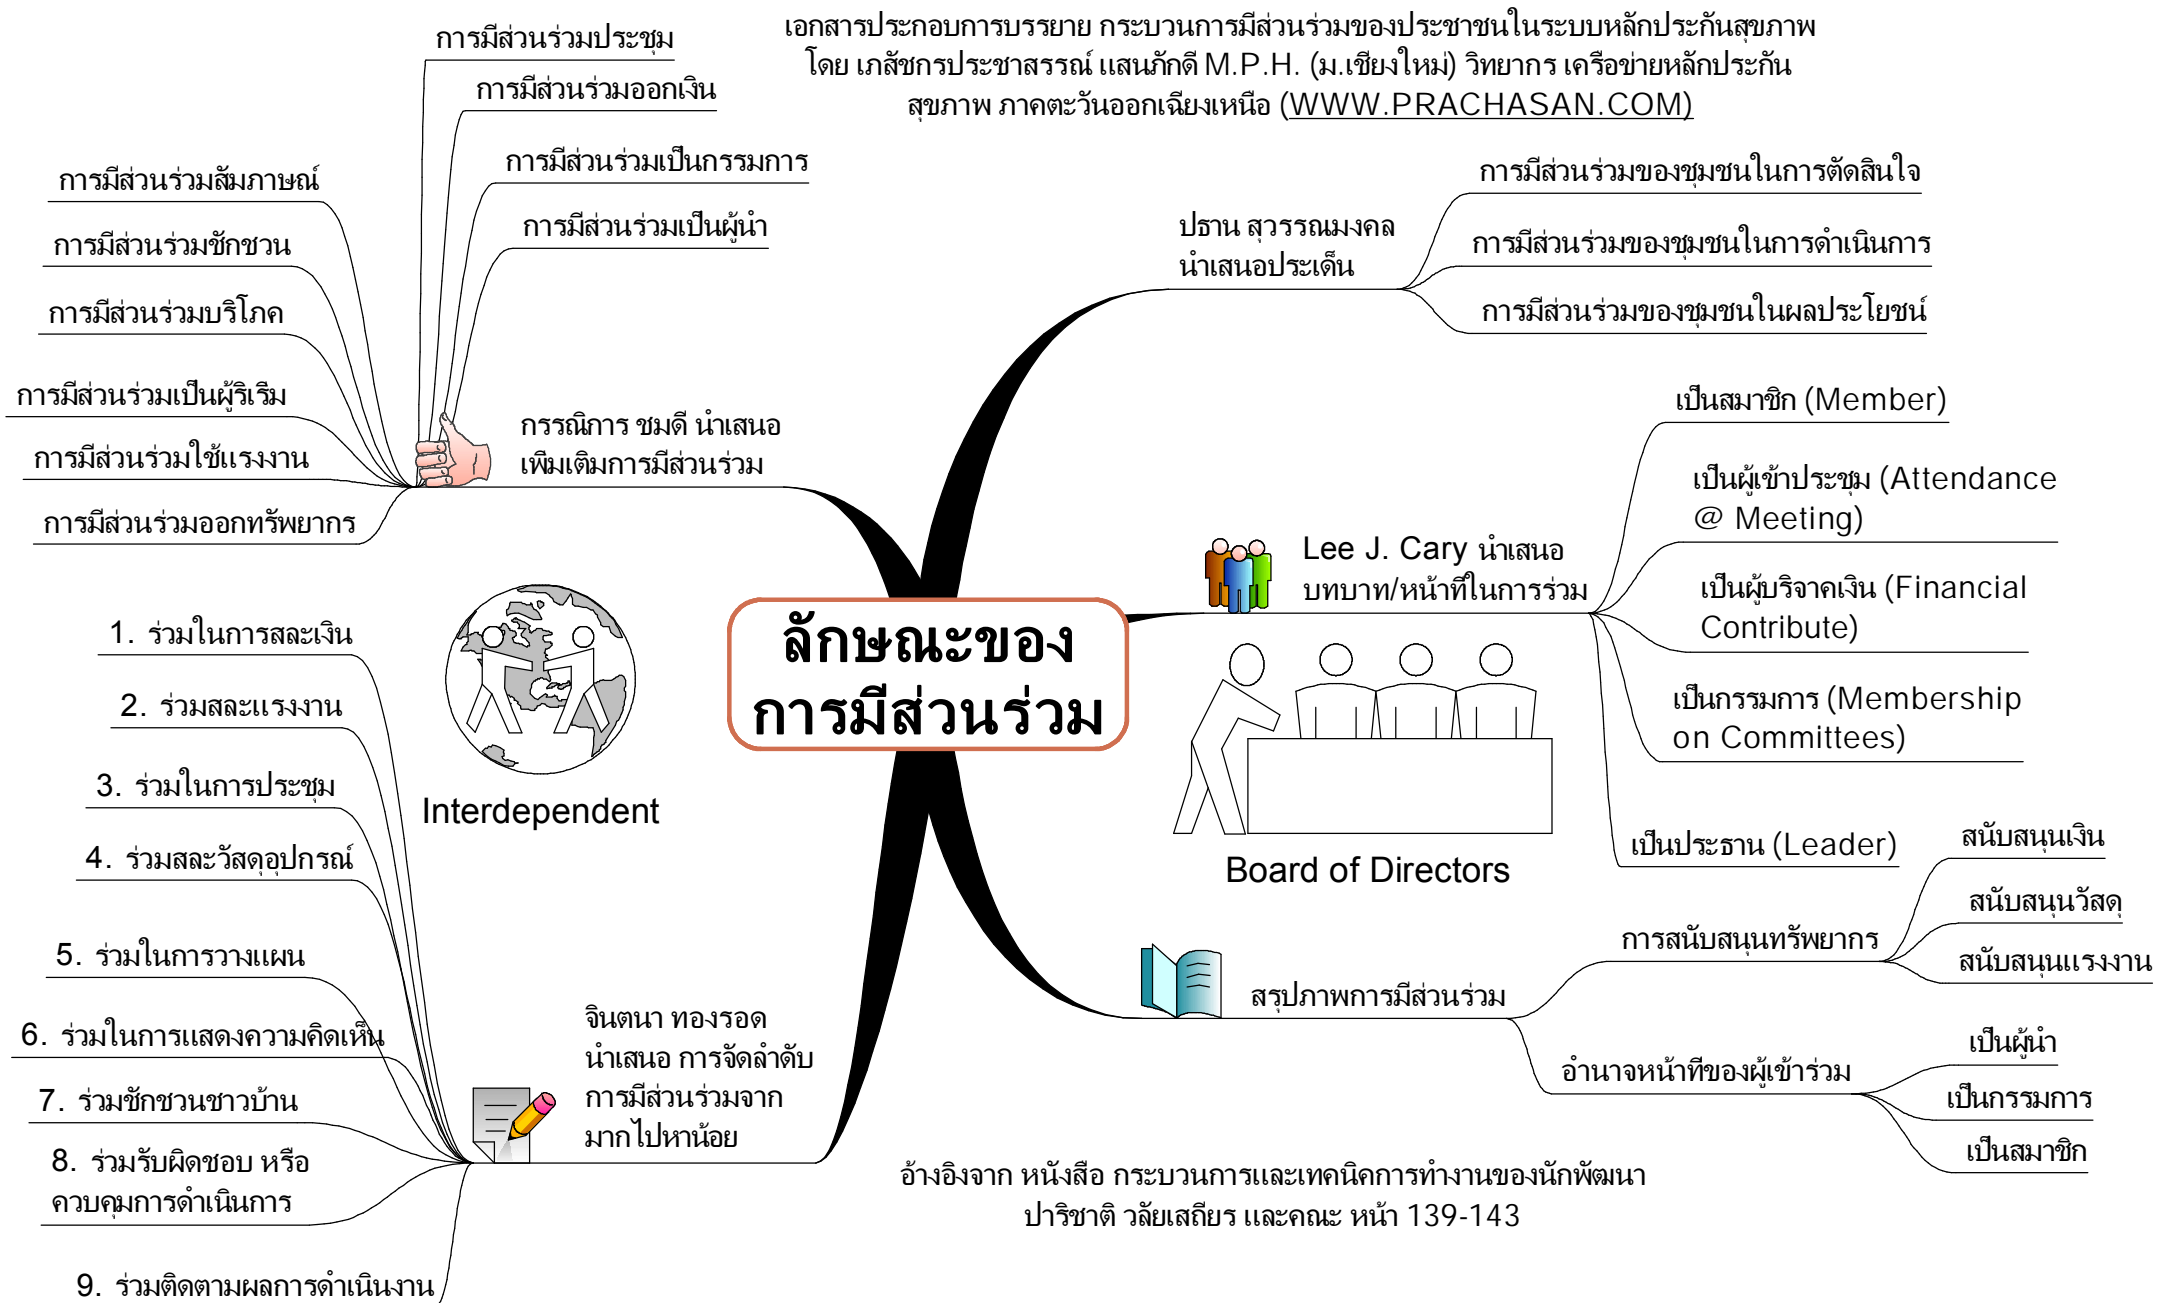 เอกสารประกอบการบรรยาย กระบวนการมีส่วนร่วมของประชาชนในระบบหลักประกันสุขภาพ
โดย เภสัชกรประชาสรรณ์ แสนภักดี M.P.H. (ม.เชียงใหม่) วิทยากร เครือข่ายหลักประกัน
สุขภาพ ภาคตะวันออกเฉียงเหนือ (WWW.PRACHASAN.COM)
ลักษณะของ
การมีส่วนร่วม
ปธาน สุวรรณมงคล
นำเสนอประเด็น
การมีส่วนร่วมของชุมชนในการตัดสินใจ
การมีส่วนร่วมของชุมชนในการดำเนินการ
การมีส่วนร่วมของชุมชนในผลประโยชน์
Lee J. Cary นำเสนอ
บทบาท/หน้าที่ในการร่วม
เป็นสมาชิก (Member)
เป็นผู้เข้าประชุม (Attendance
@ Meeting)
เป็นผู้บริจาคเงิน (Financial
Contribute)
เป็นกรรมการ (Membership
on Committees)
เป็นประธาน (Leader)
Board of Directors
สรุปภาพการมีส่วนร่วม
การสนับสนุนทรัพยากร
สนับสนุนเงิน
สนับสนุนวัสดุ
สนับสนุนแรงงาน
อำนาจหน้าที่ของผู้เข้าร่วม
เป็นผู้นำ
เป็นกรรมการ
เป็นสมาชิก
กรรณิการ ชมดี นำเสนอ
เพิ่มเติมการมีส่วนร่วม
การมีส่วนร่วมประชุม
การมีส่วนร่วมออกเงิน
การมีส่วนร่วมเป็นกรรมการ
การมีส่วนร่วมเป็นผู้นำ
การมีส่วนร่วมสัมภาษณ์
การมีส่วนร่วมชักชวน
การมีส่วนร่วมบริโภค
การมีส่วนร่วมเป็นผู้ริเริ่ม
การมีส่วนร่วมใช้แรงงาน
การมีส่วนร่วมออกทรัพยากร
Interdependent
จินตนา ทองรอด
นำเสนอ การจัดลำดับ
การมีส่วนร่วมจาก
มากไปหาน้อย
1. ร่วมในการสละเงิน
2. ร่วมสละแรงงาน
3. ร่วมในการประชุม
4. ร่วมสละวัสดุอุปกรณ์
5. ร่วมในการวางแผน
6. ร่วมในการแสดงความคิดเห็น
7. ร่วมชักชวนชาวบ้าน
8. ร่วมรับผิดชอบ หรือ
ควบคุมการดำเนินการ
9. ร่วมติดตามผลการดำเนินงาน
อ้างอิงจาก หนังสือ กระบวนการและเทคนิคการทำงานของนักพัฒนา
ปาริชาติ วลัยเสถียร และคณะ หน้า 139-143